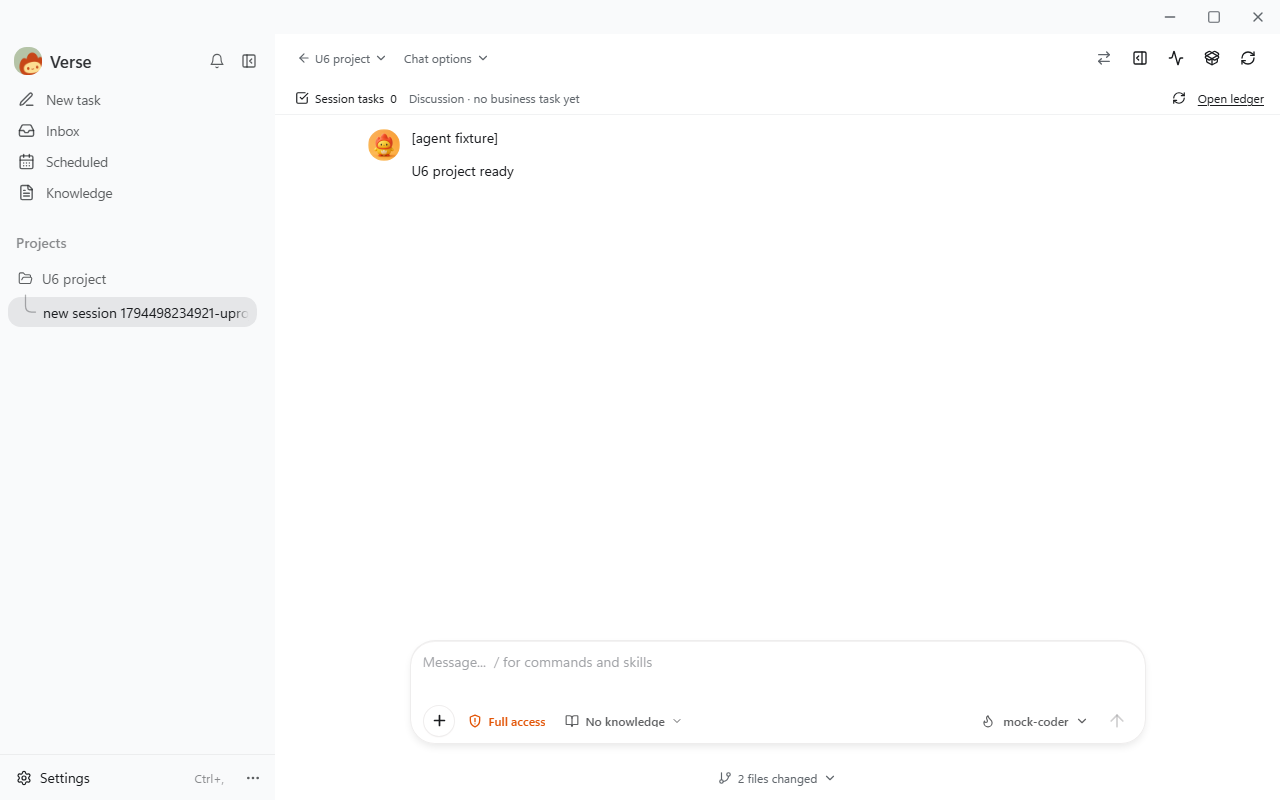 Verse
New task
Inbox
Scheduled
Knowledge
Projects
U6 project
new session 1794498234921-upro
Settings
Ctrl+,
U6 project
Chat options
Session tasks 0
Discussion · no business task yet
Open ledger
[agent fixture]
U6 project ready
Message... / for commands and skills
Full access
No knowledge
mock-coder
2 files changed